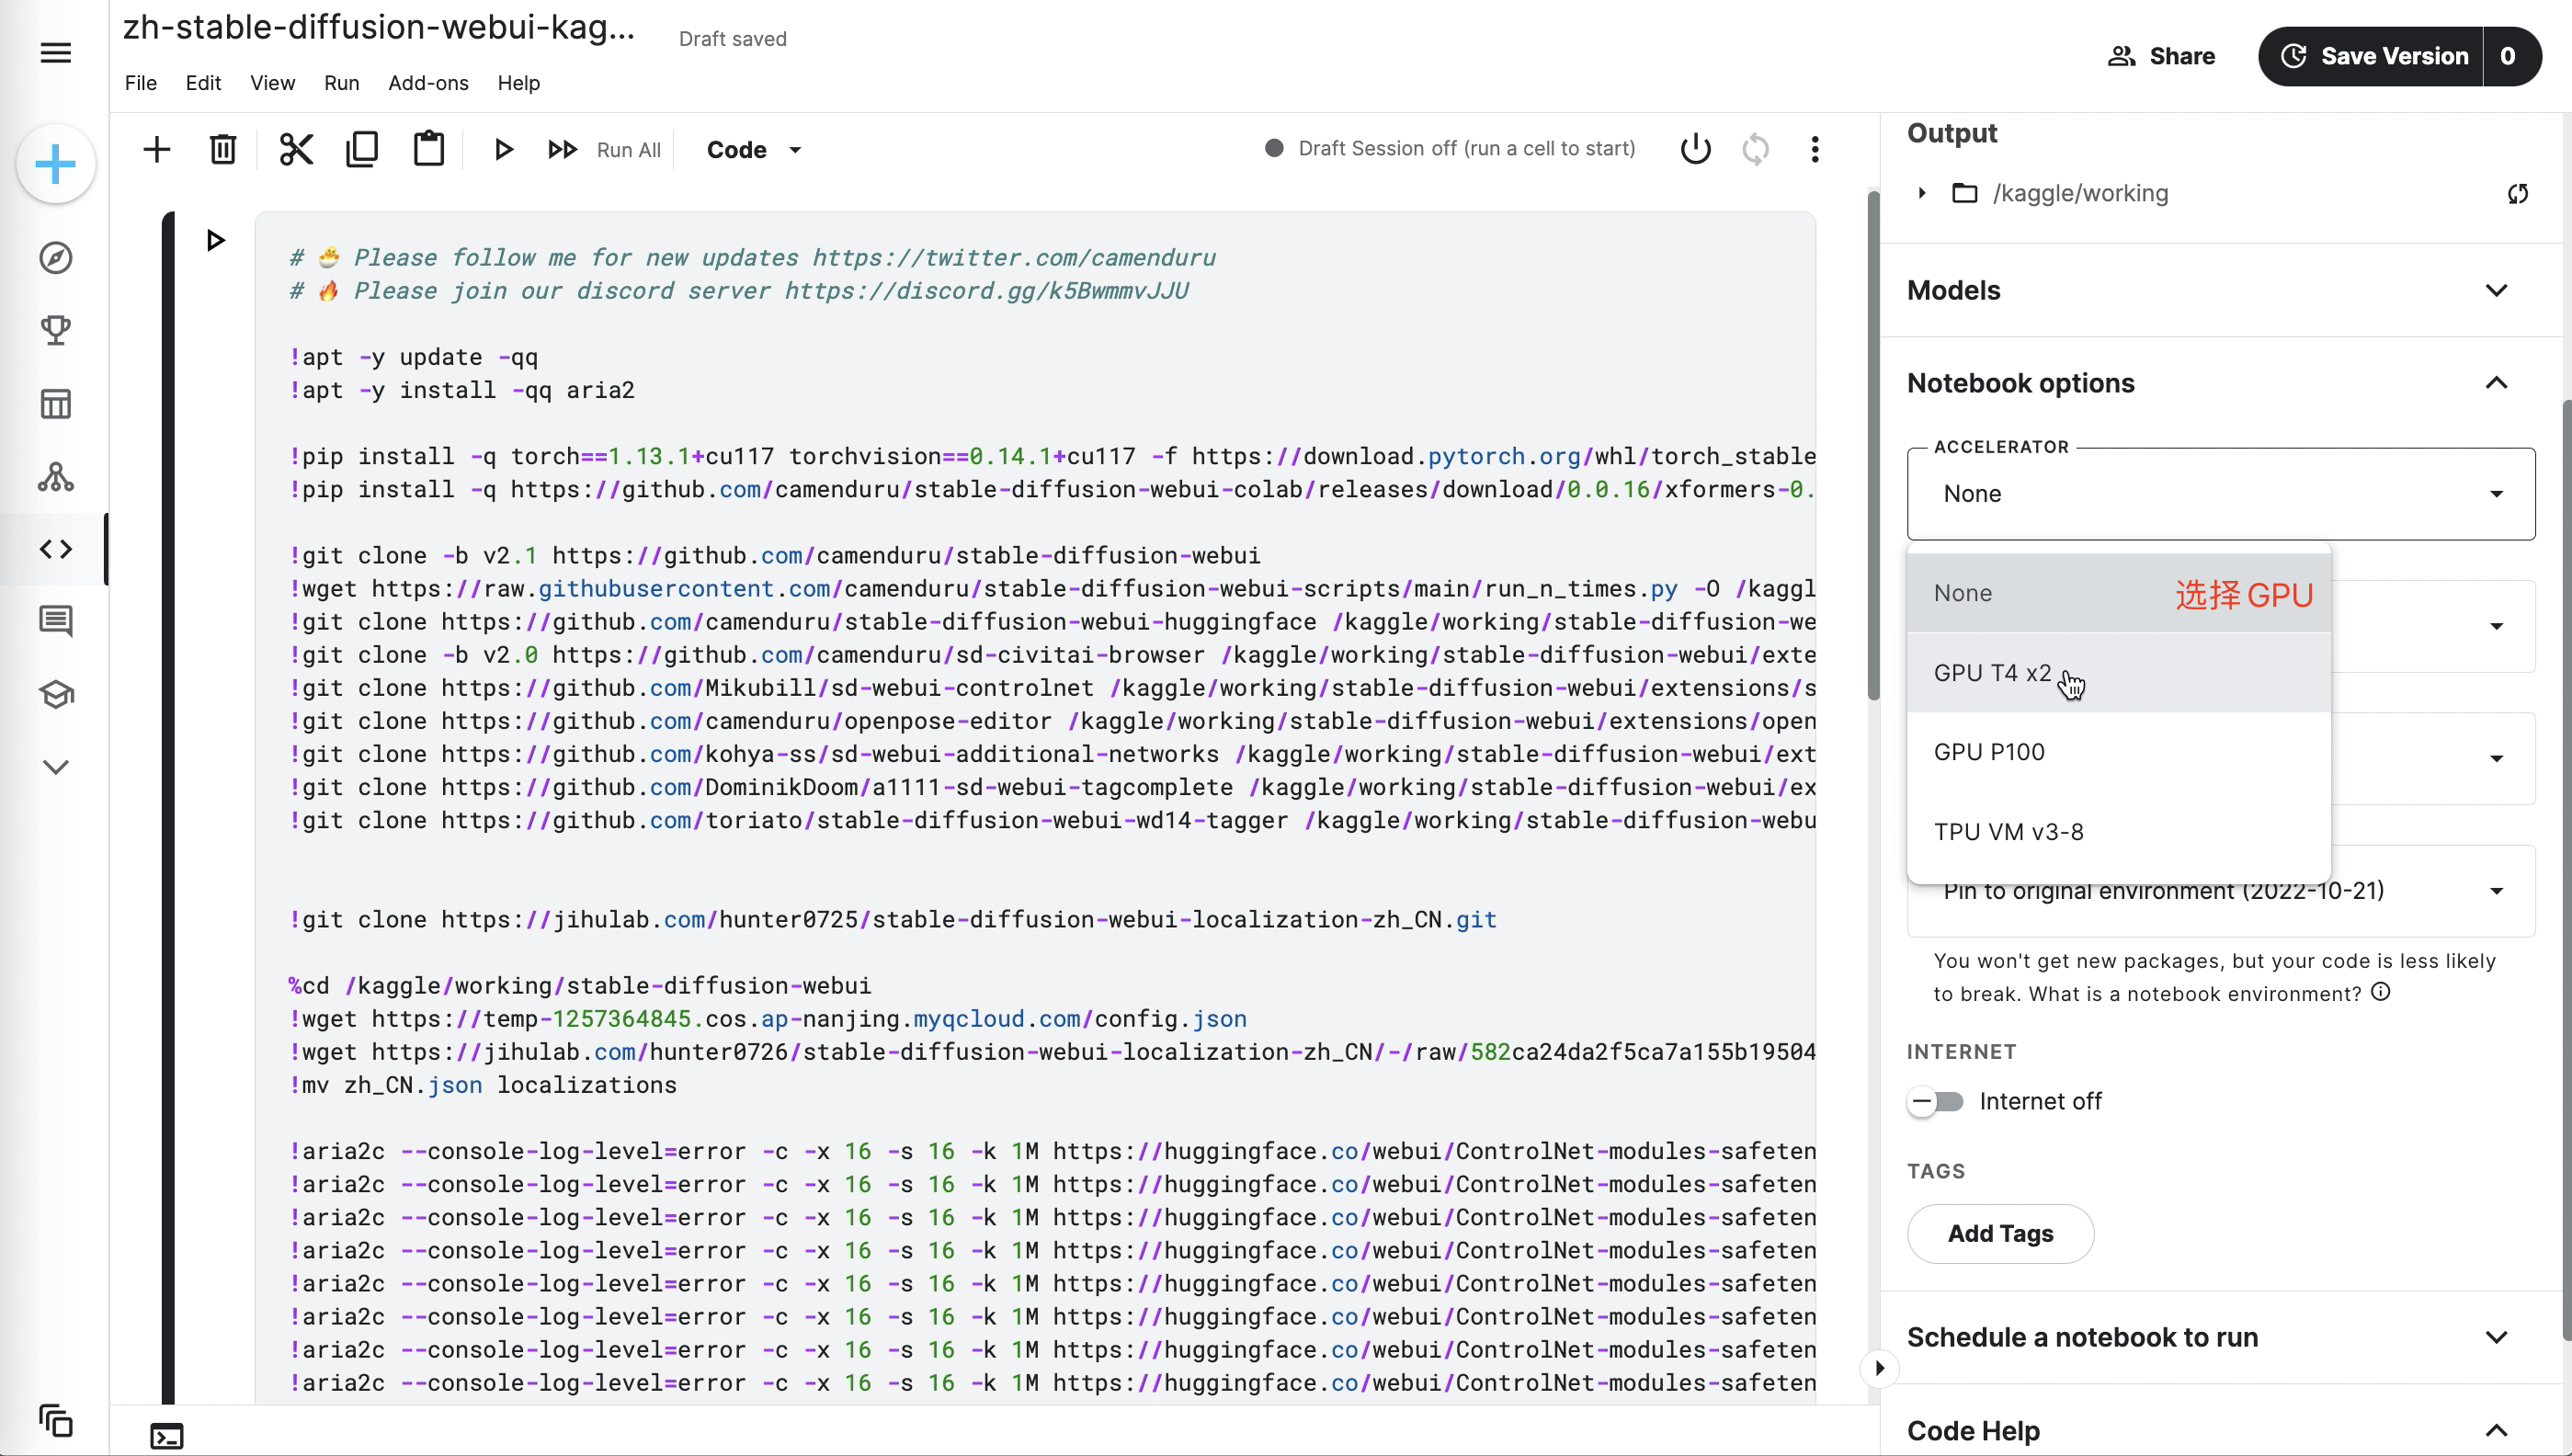 zh-stable-diffusion-webui-kag...
Draft saved
File Edit View Run Add-ons Help
Share
Save Version 0
Run All
Code
Draft Session off (run a cell to start)
# 🐣 Please follow me for new updates https://twitter.com/camenduru
# 🔥 Please join our discord server https://discord.gg/k5BwmmvJJU
!apt -y update -qq
!apt -y install -qq aria2
!pip install -q torch==1.13.1+cu117 torchvision==0.14.1+cu117 -f https://download.pytorch.org/whl/torch_stable
!pip install -q https://github.com/camenduru/stable-diffusion-webui-colab/releases/download/0.0.16/xformers-0.
!git clone -b v2.1 https://github.com/camenduru/stable-diffusion-webui
!wget https://raw.githubusercontent.com/camenduru/stable-diffusion-webui-scripts/main/run_n_times.py -O /kaggl
!git clone https://github.com/camenduru/stable-diffusion-webui-huggingface /kaggle/working/stable-diffusion-we
!git clone -b v2.0 https://github.com/camenduru/sd-civitai-browser /kaggle/working/stable-diffusion-webui/exte
!git clone https://github.com/Mikubill/sd-webui-controlnet /kaggle/working/stable-diffusion-webui/extensions/s
!git clone https://github.com/camenduru/openpose-editor /kaggle/working/stable-diffusion-webui/extensions/open
!git clone https://github.com/kohya-ss/sd-webui-additional-networks /kaggle/working/stable-diffusion-webui/ext
!git clone https://github.com/DominikDoom/a1111-sd-webui-tagcomplete /kaggle/working/stable-diffusion-webui/ex
!git clone https://github.com/toriato/stable-diffusion-webui-wd14-tagger /kaggle/working/stable-diffusion-webu
!git clone https://jihulab.com/hunter0725/stable-diffusion-webui-localization-zh_CN.git
%cd /kaggle/working/stable-diffusion-webui
!wget https://temp-1257364845.cos.ap-nanjing.myqcloud.com/config.json
!wget https://jihulab.com/hunter0726/stable-diffusion-webui-localization-zh_CN/-/raw/582ca24da2f5ca7a155b19504
!mv zh_CN.json localizations
!aria2c --console-log-level=error -c -x 16 -s 16 -k 1M https://huggingface.co/webui/ControlNet-modules-safeten
!aria2c --console-log-level=error -c -x 16 -s 16 -k 1M https://huggingface.co/webui/ControlNet-modules-safeten
!aria2c --console-log-level=error -c -x 16 -s 16 -k 1M https://huggingface.co/webui/ControlNet-modules-safeten
!aria2c --console-log-level=error -c -x 16 -s 16 -k 1M https://huggingface.co/webui/ControlNet-modules-safeten
!aria2c --console-log-level=error -c -x 16 -s 16 -k 1M https://huggingface.co/webui/ControlNet-modules-safeten
!aria2c --console-log-level=error -c -x 16 -s 16 -k 1M https://huggingface.co/webui/ControlNet-modules-safeten
!aria2c --console-log-level=error -c -x 16 -s 16 -k 1M https://huggingface.co/webui/ControlNet-modules-safeten
!aria2c --console-log-level=error -c -x 16 -s 16 -k 1M https://huggingface.co/webui/ControlNet-modules-safeten
Output
/kaggle/working
Models
Notebook options
ACCELERATOR
None
None 选择 GPU
GPU T4 x2
GPU P100
TPU VM v3-8
Pin to original environment (2022-10-21)
You won't get new packages, but your code is less likely
to break. What is a notebook environment?
INTERNET
Internet off
TAGS
Add Tags
Schedule a notebook to run
Code Help